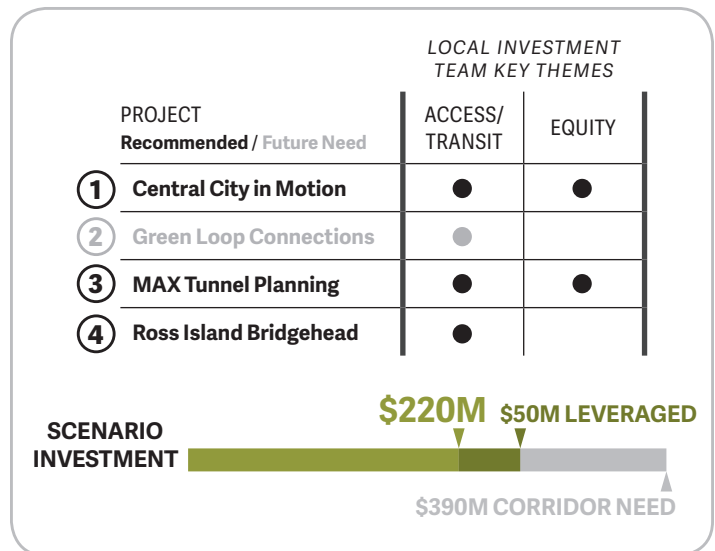 LOCAL INVESTMENT
TEAM KEY THEMES
PROJECT
Recommended / Future Need
ACCESS/
TRANSIT
EQUITY
1 Central City in Motion
2 Green Loop Connections
3 MAX Tunnel Planning
4 Ross Island Bridgehead
SCENARIO
INVESTMENT
$220M
$50M LEVERAGED
$390M CORRIDOR NEED